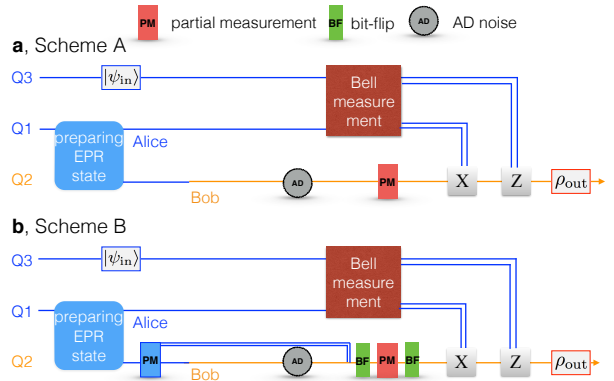 PM partial measurement BF bit-flip AD AD noise
a, Scheme A
Q3 |ψin⟩ Bell measure ment
Q1 preparing EPR state Alice
Q2 Bob AD PM X Z ρout
b, Scheme B
Q3 |ψin⟩ Bell measure ment
Q1 preparing EPR state Alice
Q2 PM Bob AD BF PM BF X Z ρout